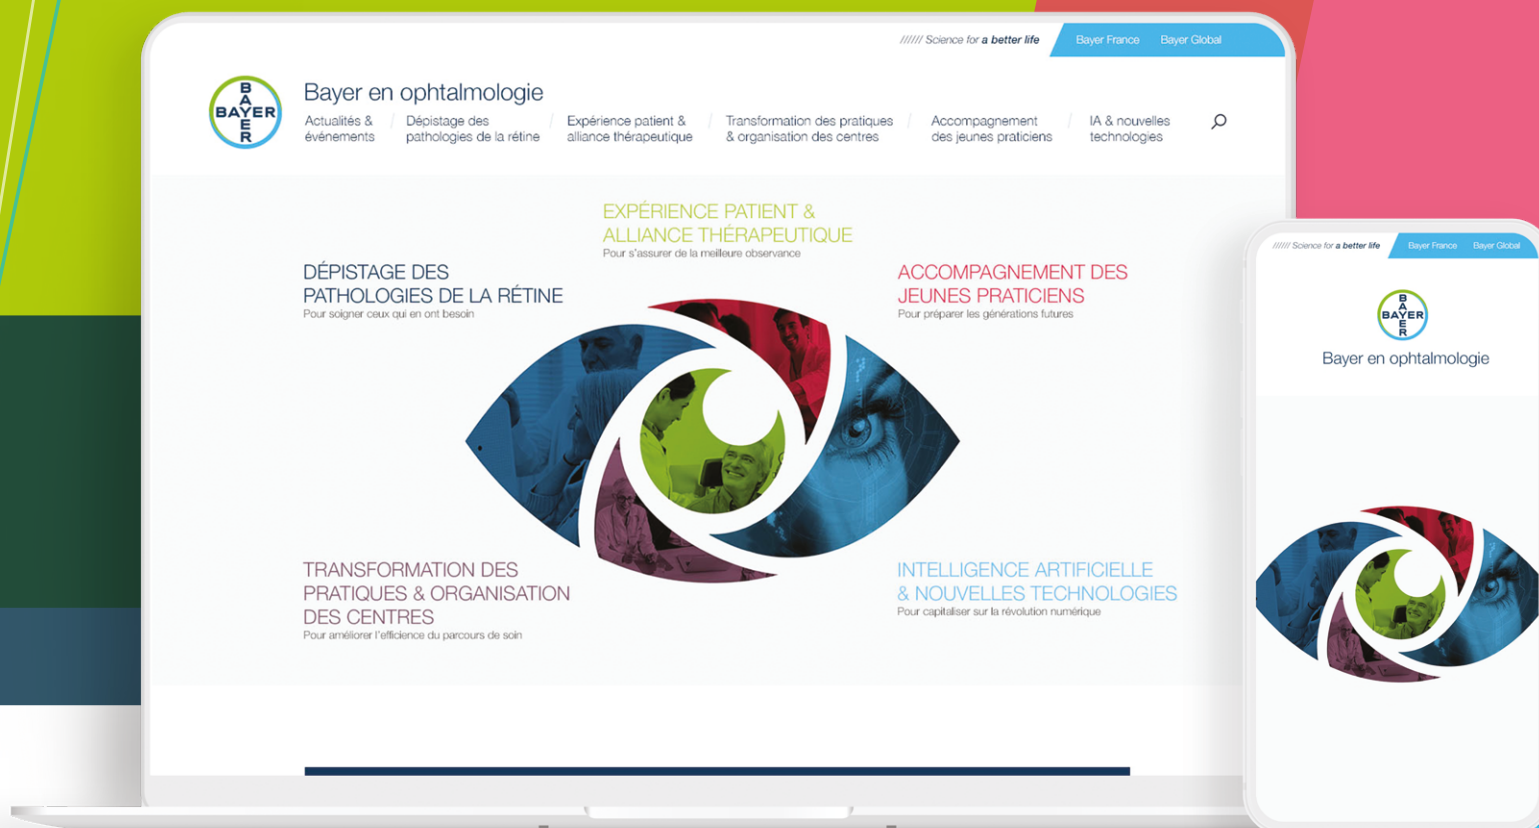 ////// Science for a better life
Bayer France Bayer Global
BAYER
BAYER
Bayer en ophtalmologie
Actualités &
événements
Dépistage des
pathologies de la rétine
Expérience patient &
alliance thérapeutique
Transformation des pratiques
& organisation des centres
Accompagnement
des jeunes praticiens
IA & nouvelles
technologies
EXPÉRIENCE PATIENT &
ALLIANCE THÉRAPEUTIQUE
Pour s'assurer de la meilleure observance
DÉPISTAGE DES
PATHOLOGIES DE LA RÉTINE
Pour soigner ceux qui en ont besoin
ACCOMPAGNEMENT DES
JEUNES PRATICIENS
Pour préparer les générations futures
TRANSFORMATION DES
PRATIQUES & ORGANISATION
DES CENTRES
Pour améliorer l'efficience du parcours de soin
INTELLIGENCE ARTIFICIELLE
& NOUVELLES TECHNOLOGIES
Pour capitaliser sur la révolution numérique
////// Science for a better life
Bayer France Bayer Global
BAYER
BAYER
Bayer en ophtalmologie